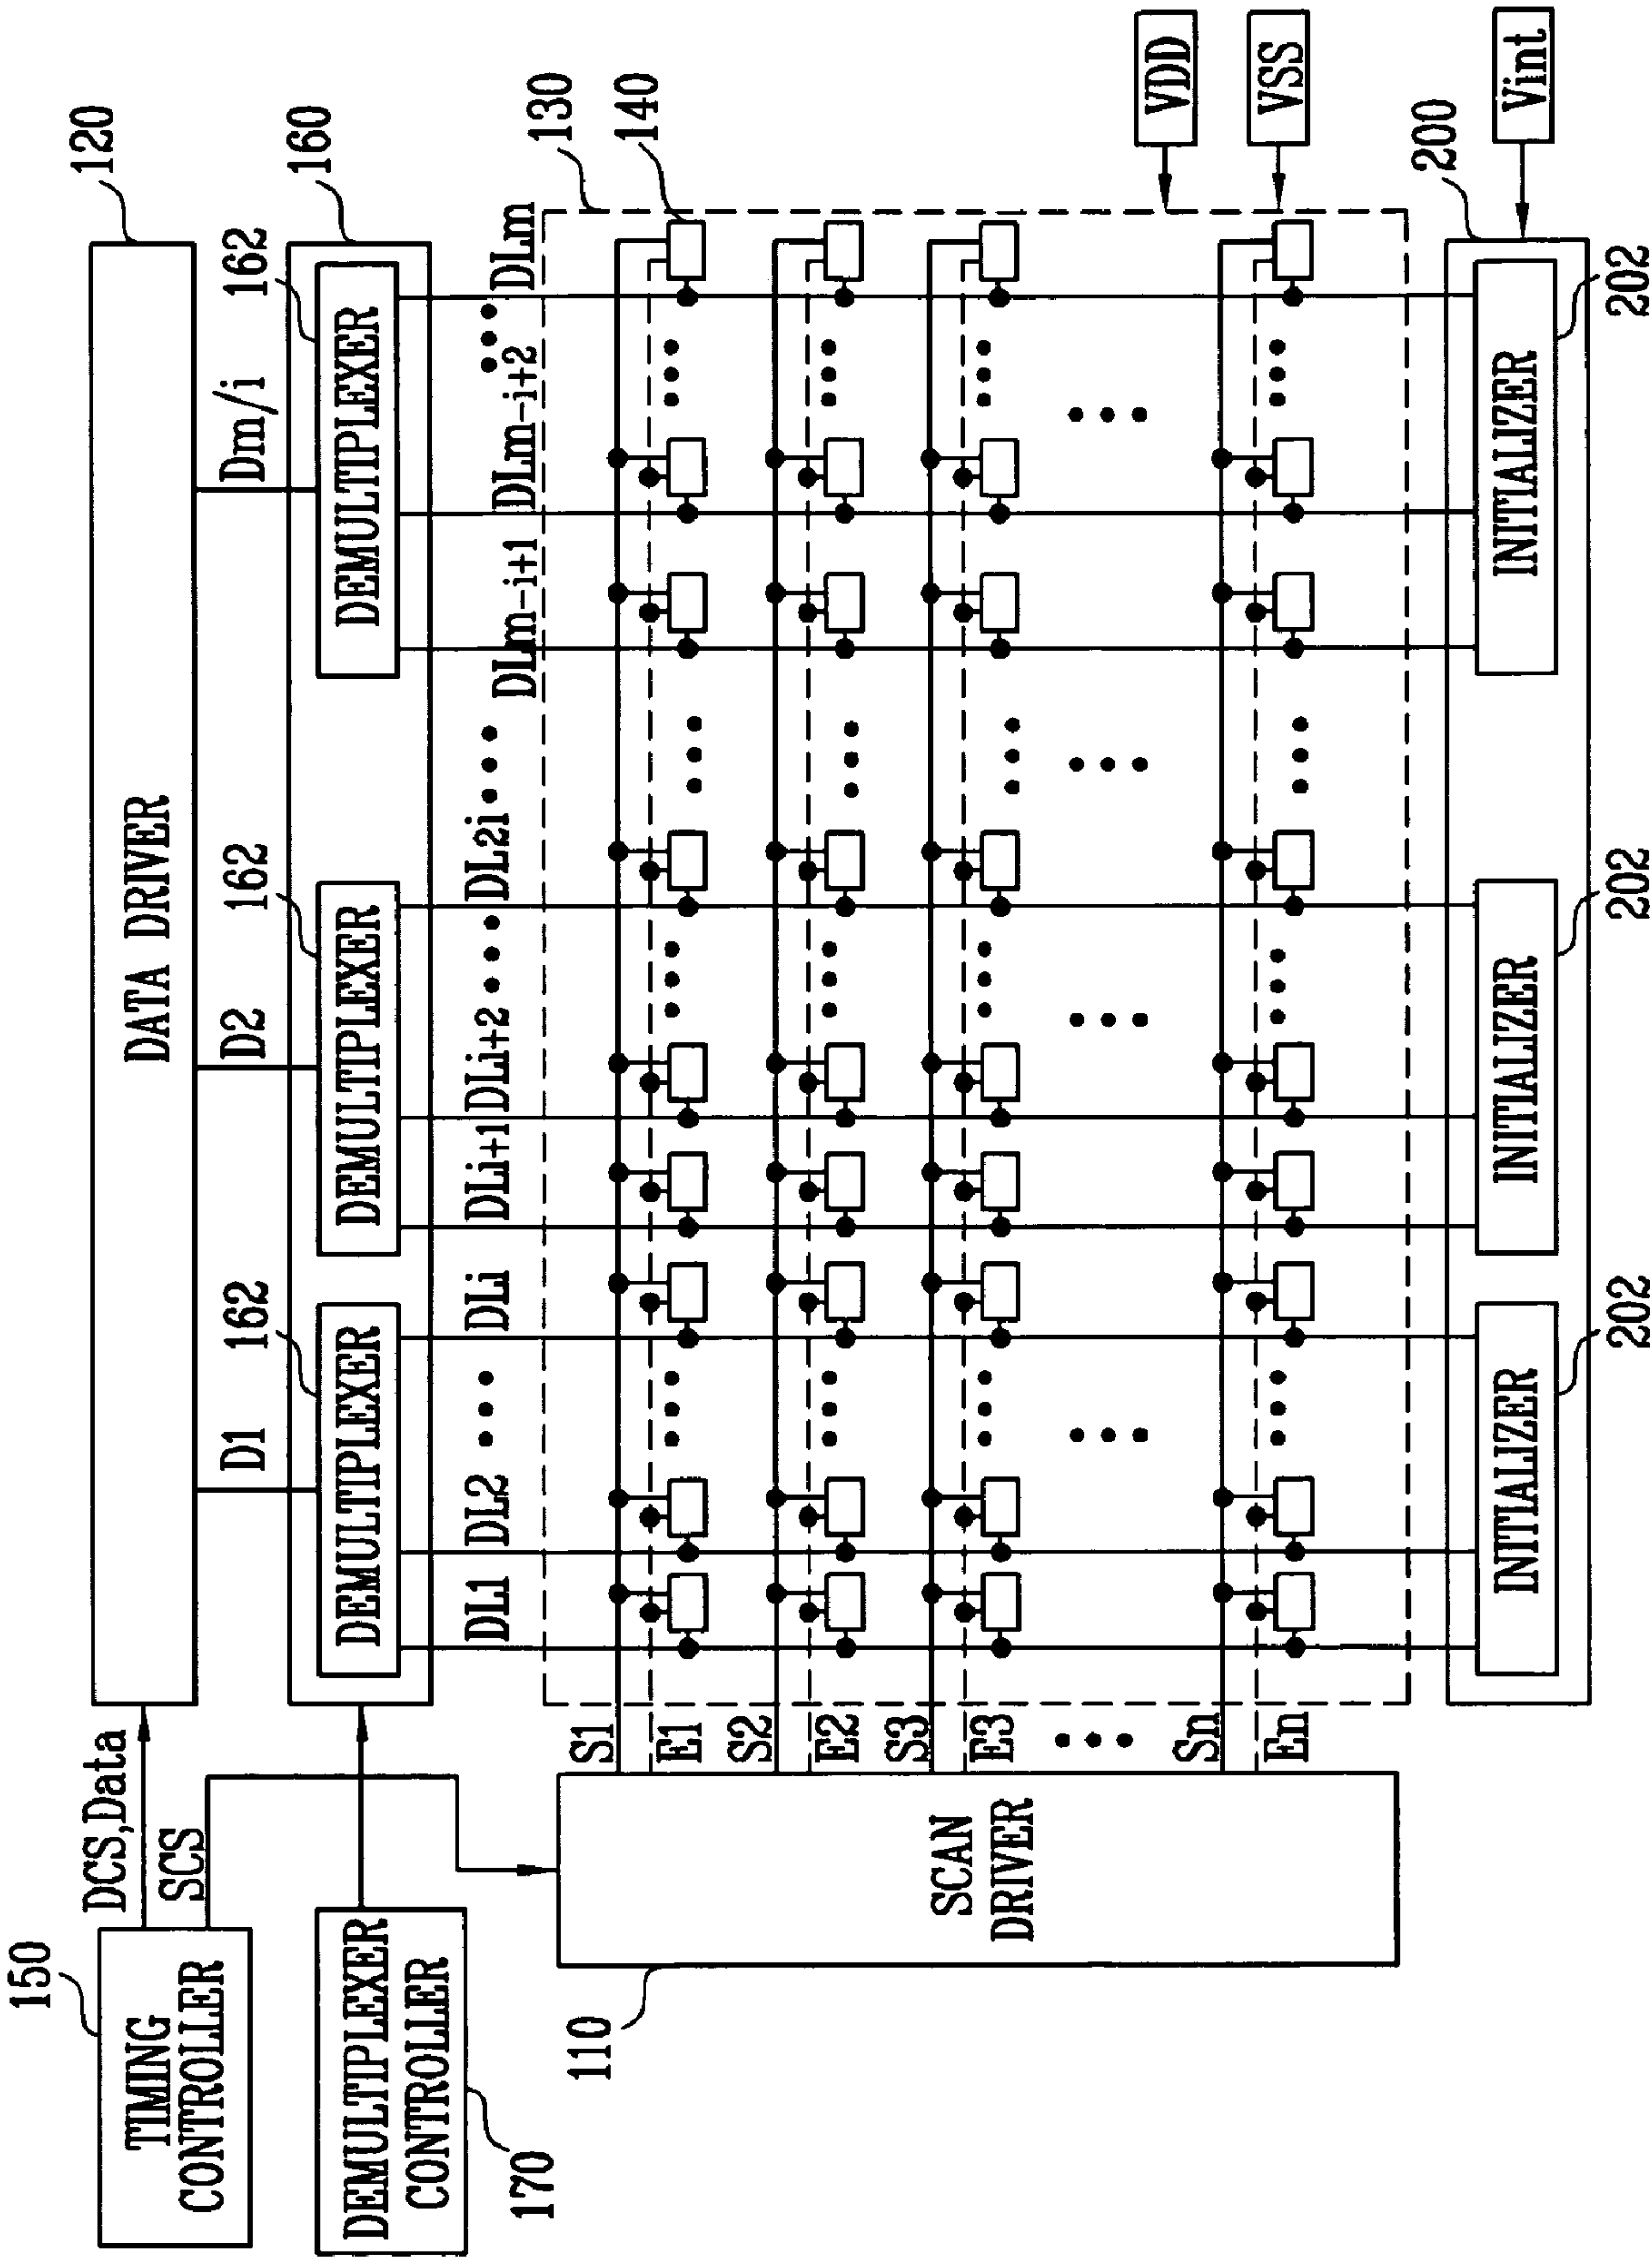 150
TIMING
CONTROLLER
DCS,Data
SCS
DATA DRIVER
120
D1
D2
Dm/i
DEMULTIPLEXER
CONTROLLER
170
DEMULTIPLEXER
162
DEMULTIPLEXER
162
DEMULTIPLEXER
162
160
DL1
DL2
DLi
DLi+1
DLi+2
DL2i
DLm-i+1
DLm-i+2
DLm
130
140
S1
E1
S2
E2
S3
E3
Sn
En
SCAN
DRIVER
110
VDD
VSS
200
Vint
INITIALIZER
202
INITIALIZER
202
INITIALIZER
202